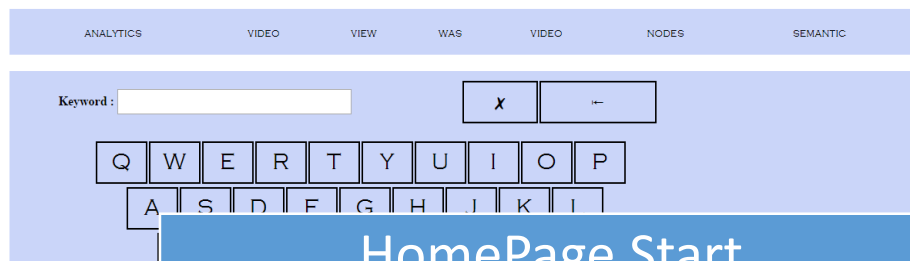 ANALYTICS VIDEO VIEW WAS VIDEO NODES SEMANTIC
Keyword : X ⇤
Q W E R T Y U I O P
A S D F G H J K L
HomePage Start